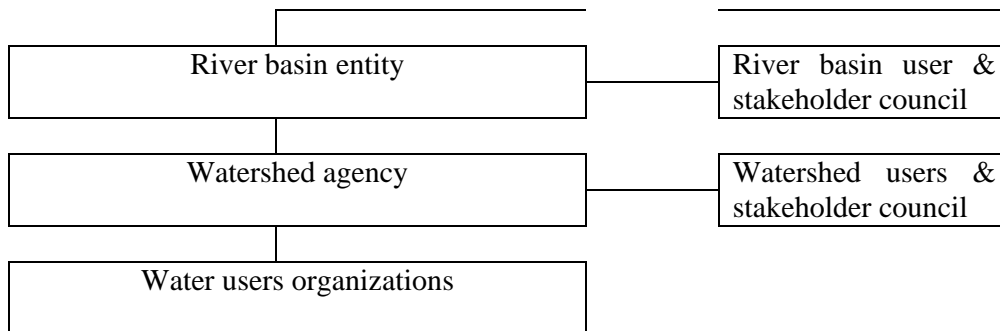 River basin entity
River basin user &
stakeholder council
Watershed agency
Watershed users &
stakeholder council
Water users organizations